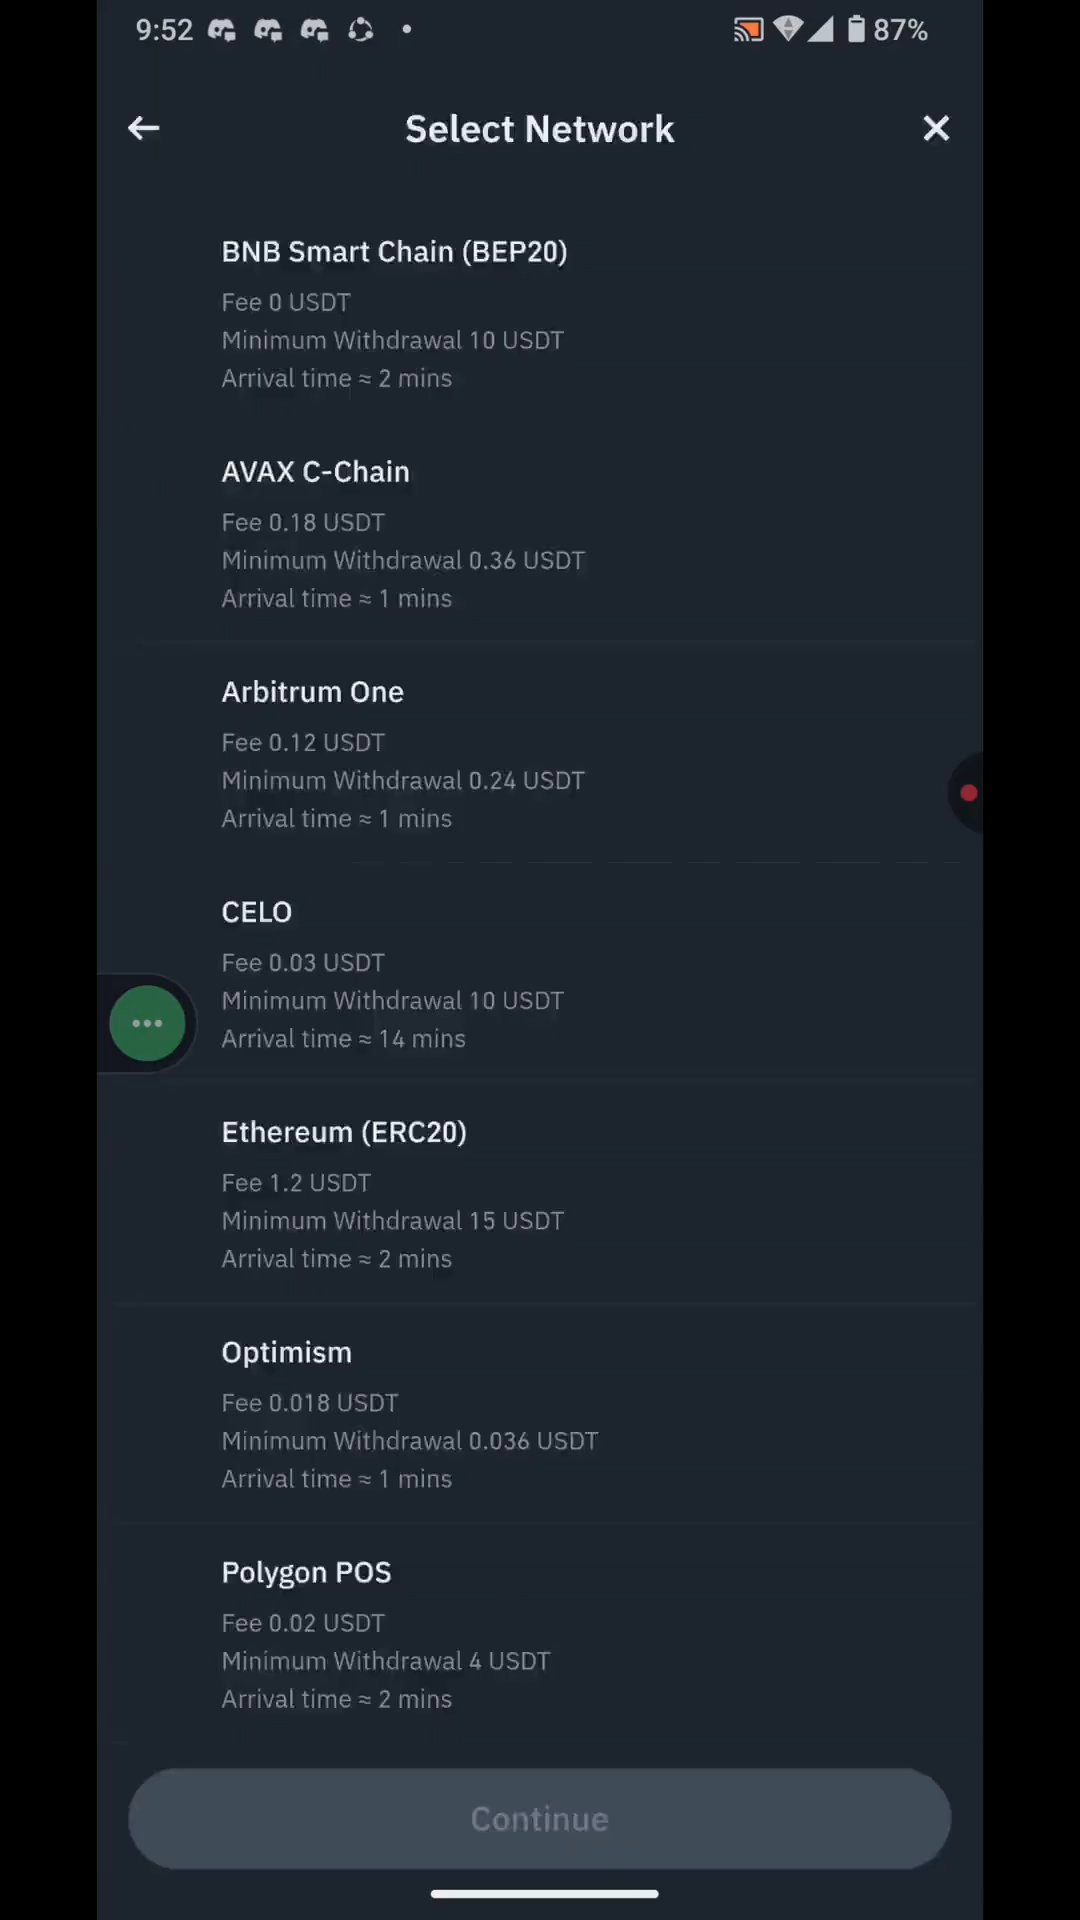 9:52
87%
Select Network
BNB Smart Chain (BEP20)
Fee 0 USDT
Minimum Withdrawal 10 USDT
Arrival time ≈ 2 mins
AVAX C-Chain
Fee 0.18 USDT
Minimum Withdrawal 0.36 USDT
Arrival time ≈ 1 mins
Arbitrum One
Fee 0.12 USDT
Minimum Withdrawal 0.24 USDT
Arrival time ≈ 1 mins
CELO
Fee 0.03 USDT
Minimum Withdrawal 10 USDT
Arrival time ≈ 14 mins
Ethereum (ERC20)
Fee 1.2 USDT
Minimum Withdrawal 15 USDT
Arrival time ≈ 2 mins
Optimism
Fee 0.018 USDT
Minimum Withdrawal 0.036 USDT
Arrival time ≈ 1 mins
Polygon POS
Fee 0.02 USDT
Minimum Withdrawal 4 USDT
Arrival time ≈ 2 mins
Continue